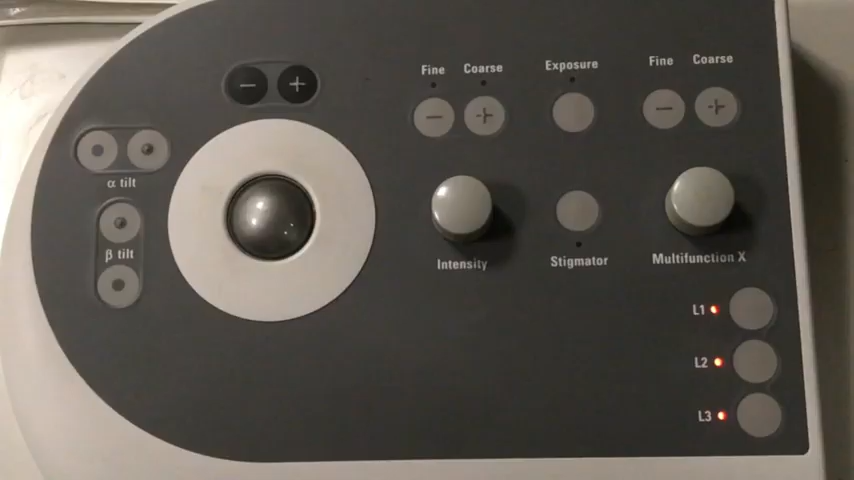 Fine Coarse
Exposure
Fine Coarse
− +
− +
− +
α tilt
β tilt
Intensity
Stigmator
Multifunction X
L1
L2
L3